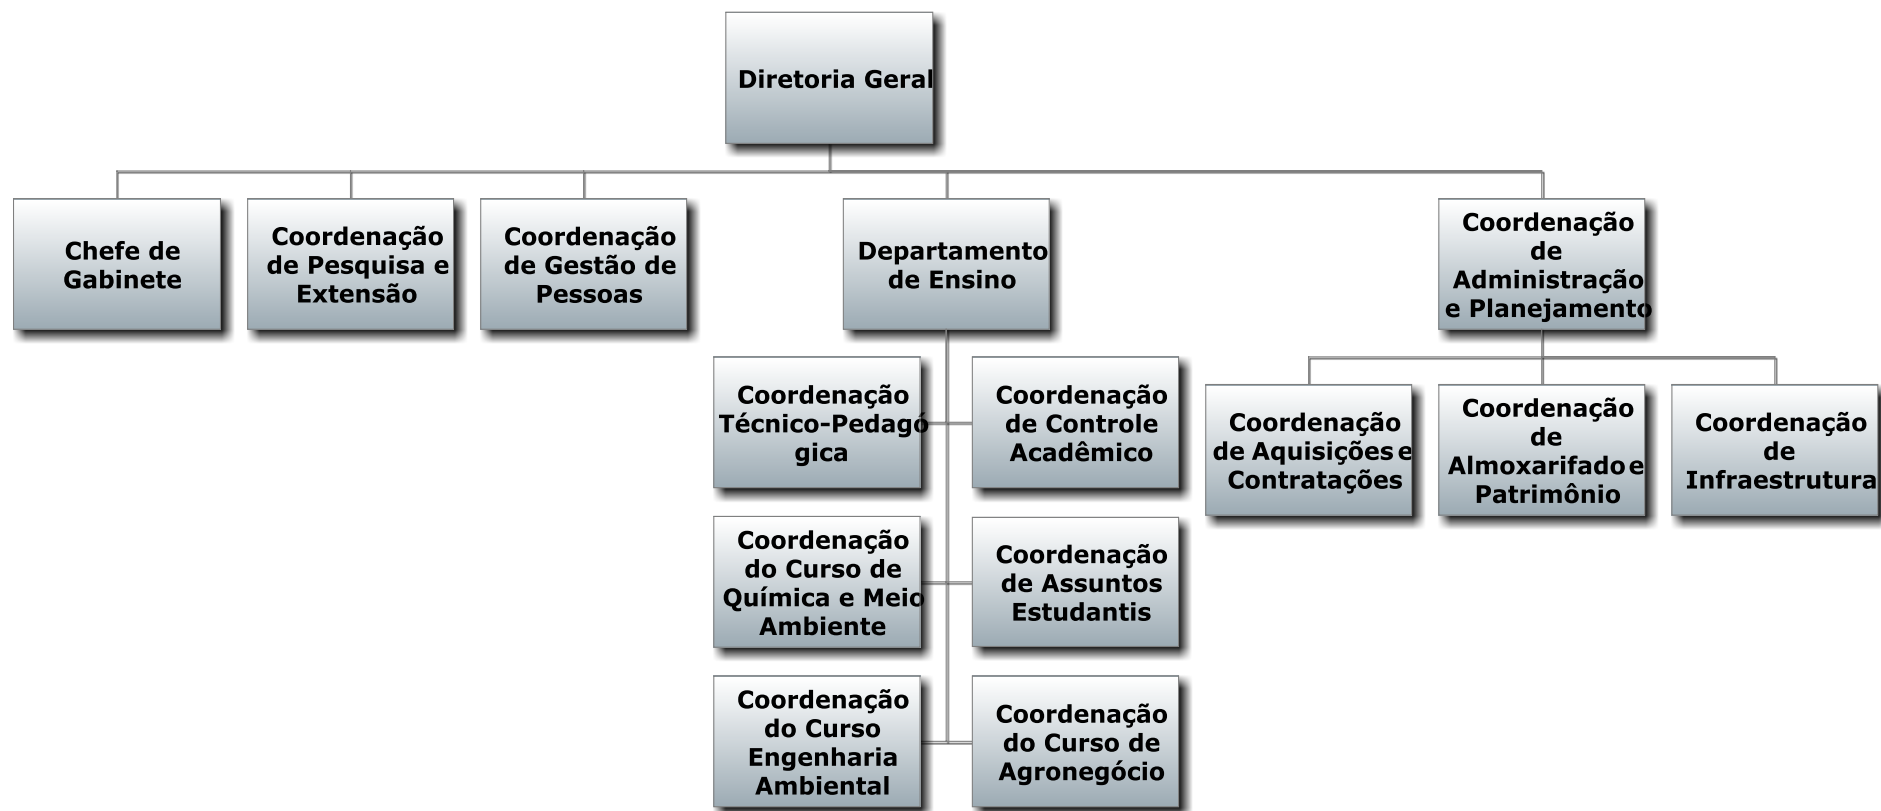 Diretoria Geral
Chefe de
Gabinete
Coordenação
de Pesquisa e
Extensão
Coordenação
de Gestão de
Pessoas
Departamento
de Ensino
Coordenação
de
Administração
e Planejamento
Coordenação
Técnico-Pedagó
gica
Coordenação
de Controle
Acadêmico
Coordenação
de Aquisições e
Contratações
Coordenação
de
Almoxarifado e
Patrimônio
Coordenação
de
Infraestrutura
Coordenação
do Curso de
Química e Meio
Ambiente
Coordenação
de Assuntos
Estudantis
Coordenação
do Curso
Engenharia
Ambiental
Coordenação
do Curso de
Agronegócio